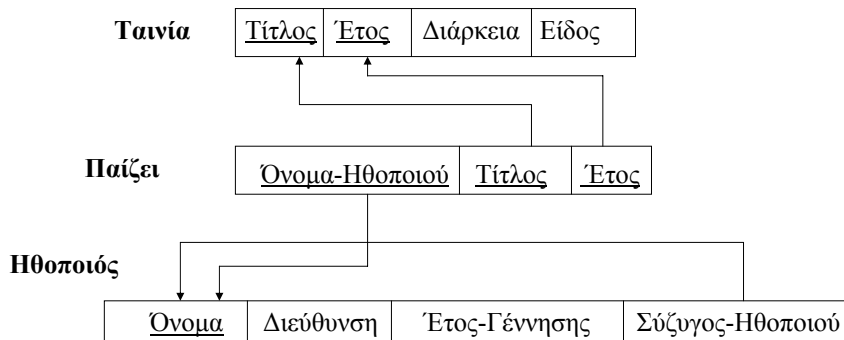 Ταινία Τίτλος Έτος Διάρκεια Είδος
Παίζει Όνομα-Ηθοποιού Τίτλος Έτος
Ηθοποιός
Όνομα Διεύθυνση Έτος-Γέννησης Σύζυγος-Ηθοποιού